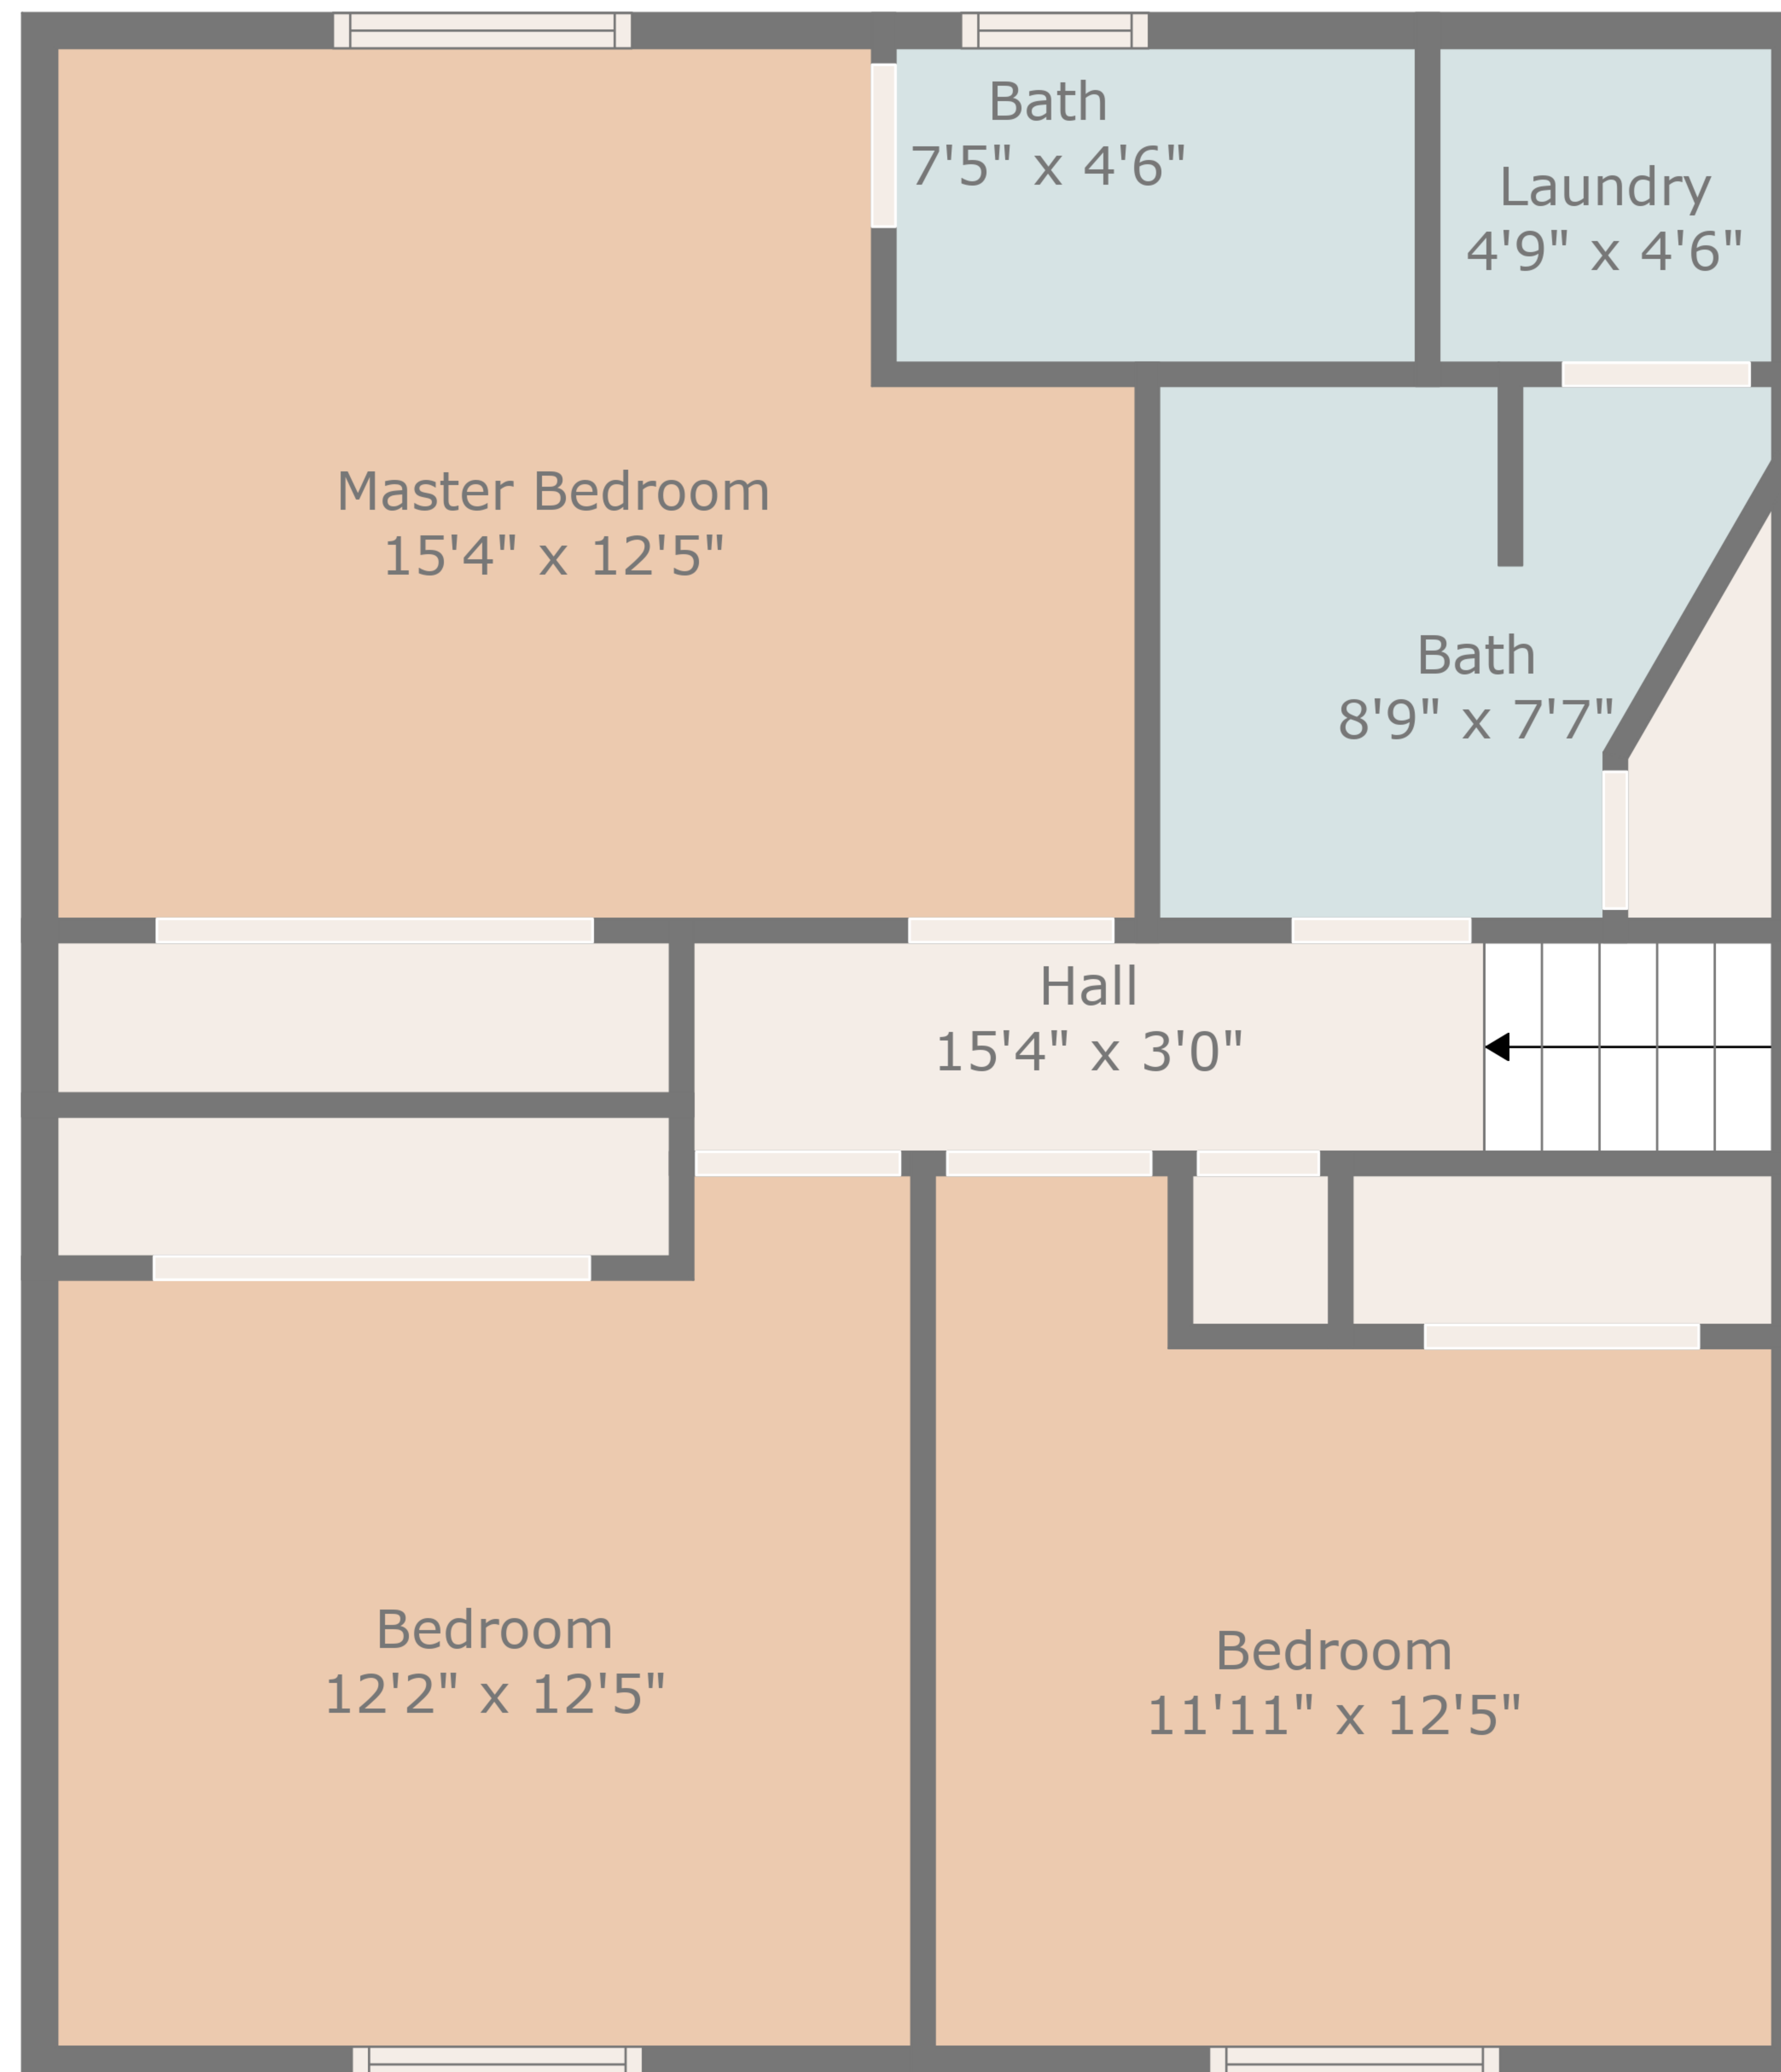 Bath
7'5" x 4'6"
Laundry
4'9" x 4'6"
Master Bedroom
15'4" x 12'5"
Bath
8'9" x 7'7"
Hall
15'4" x 3'0"
Bedroom
12'2" x 12'5"
Bedroom
11'11" x 12'5"